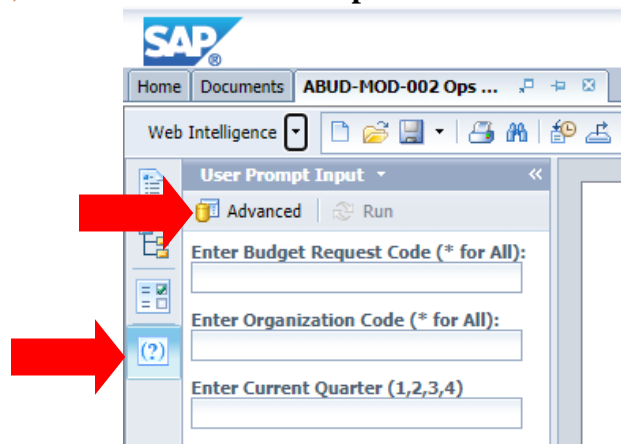 SAP®
Home Documents ABUD-MOD-002 Ops ...
Web Intelligence
User Prompt Input
Advanced Run
Enter Budget Request Code (* for All):
Enter Organization Code (* for All):
(?)
Enter Current Quarter (1,2,3,4)